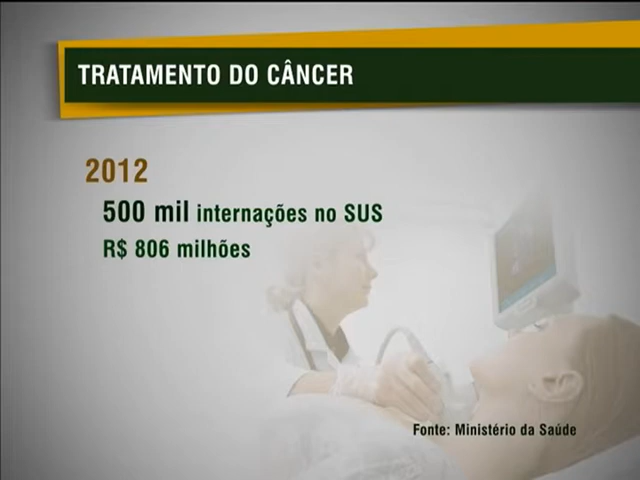 TRATAMENTO DO CÂNCER
2012
500 mil internações no SUS
R$ 806 milhões
Fonte: Ministério da Saúde